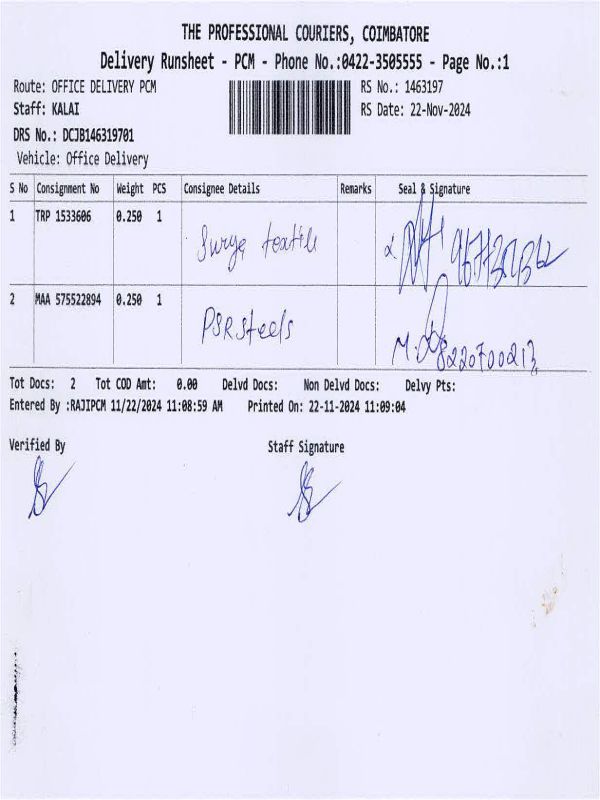 THE PROFESSIONAL COURIERS, COIMBATORE
Delivery Runsheet - PCM - Phone No.:0422-3505555 - Page No.:1
Route: OFFICE DELIVERY PCM RS No.: 1463197
Staff: KALAI RS Date: 22-Nov-2024
DRS No.: DCJB146319701
Vehicle: Office Delivery
S No Consignment No Weight PCS Consignee Details Remarks Seal & Signature
1 TRP 1533606 0.250 1 Surya textile
2 MAA 575522894 0.250 1 PSR Steels
Tot Docs: 2 Tot COD Amt: 0.00 Delvd Docs: Non Delvd Docs: Delvy Pts:
Entered By :RAJIPCM 11/22/2024 11:08:59 AM Printed On: 22-11-2024 11:09:04
Verified By Staff Signature